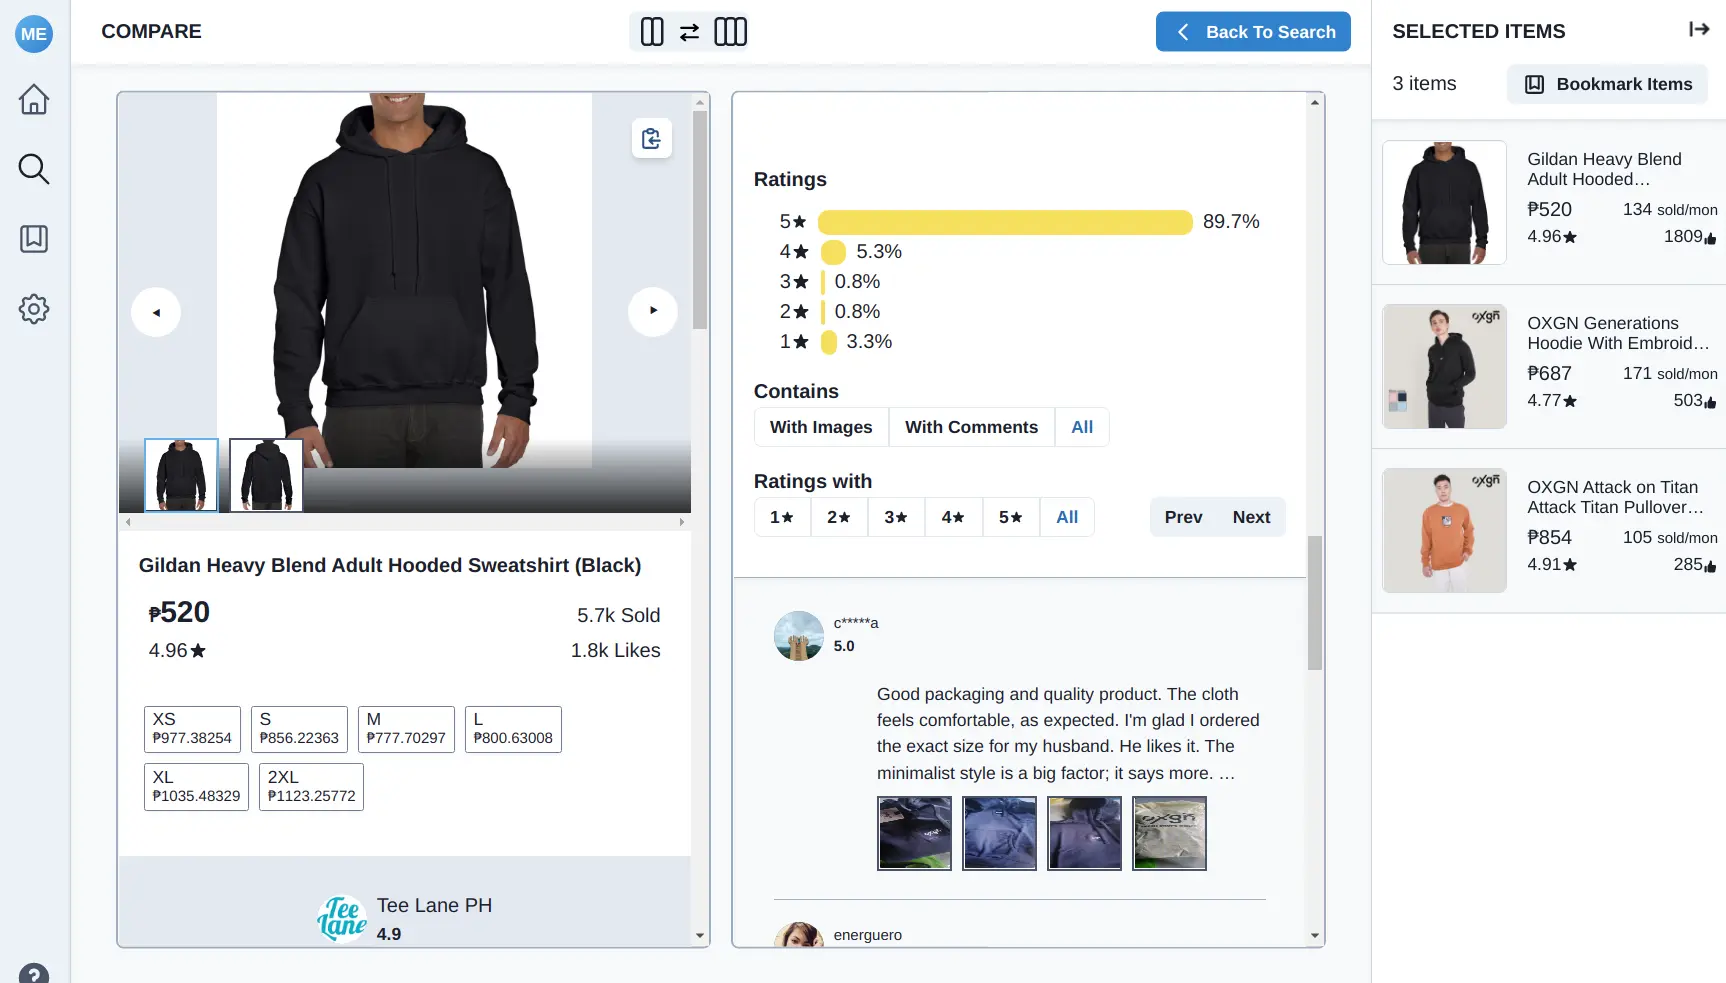 ME
COMPARE
Back To Search
SELECTED ITEMS
3 items
Bookmark Items
Gildan Heavy Blend Adult Hooded Sweatshirt (Black)
₱520
5.7k Sold
4.96★
1.8k Likes
XS
₱977.38254
S
₱856.22363
M
₱777.70297
L
₱800.63008
XL
₱1035.48329
2XL
₱1123.25772
Tee Lane
Tee Lane PH
4.9
Ratings
5★ 89.7%
4★ 5.3%
3★ 0.8%
2★ 0.8%
1★ 3.3%
Contains
With Images
With Comments
All
Ratings with
1★
2★
3★
4★
5★
All
Prev
Next
c*****a
5.0
Good packaging and quality product. The cloth
feels comfortable, as expected. I'm glad I ordered
the exact size for my husband. He likes it. The
minimalist style is a big factor; it says more. …
oxgn
oxgn
energuero
Gildan Heavy Blend
Adult Hooded…
₱520
134 sold/mon
4.96★
1809
oxgn
OXGN Generations
Hoodie With Embroid…
₱687
171 sold/mon
4.77★
503
oxgn
OXGN Attack on Titan
Attack Titan Pullover…
₱854
105 sold/mon
4.91★
285
?